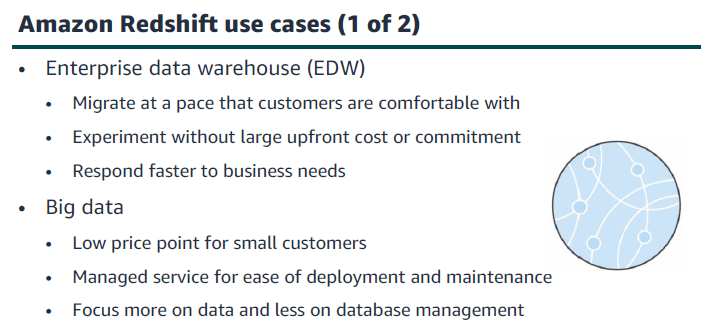 Amazon Redshift use cases (1 of 2)
• Enterprise data warehouse (EDW)
• Migrate at a pace that customers are comfortable with
• Experiment without large upfront cost or commitment
• Respond faster to business needs
• Big data
• Low price point for small customers
• Managed service for ease of deployment and maintenance
• Focus more on data and less on database management